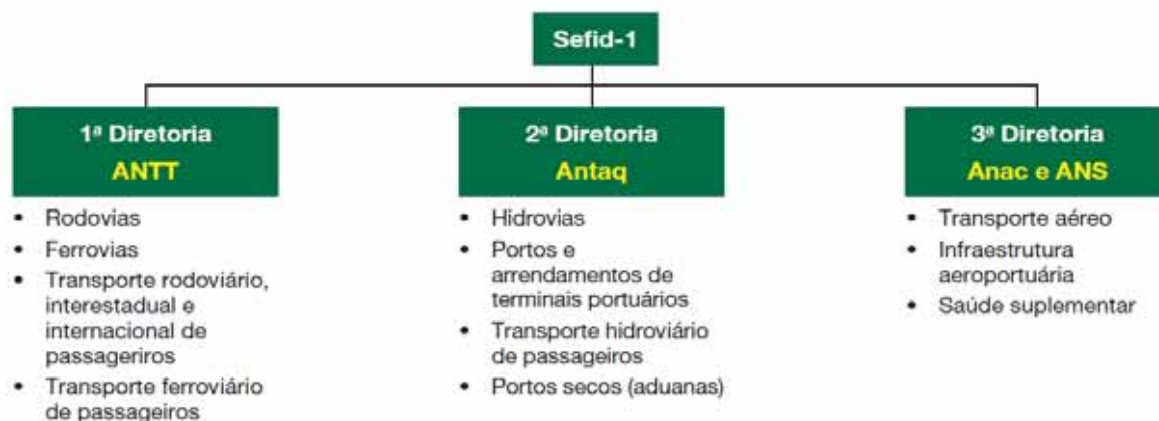 Sefid-1
1ª Diretoria
ANTT
• Rodovias
• Ferrovias
• Transporte rodoviário,
interestadual e
internacional de
passageriros
• Transporte ferroviário
de passageiros
2ª Diretoria
Antaq
• Hidrovias
• Portos e
arrendamentos de
terminais portuários
• Transporte hidroviário
de passageiros
• Portos secos (aduanas)
3ª Diretoria
Anac e ANS
• Transporte aéreo
• Infraestrutura
aeroportuária
• Saúde suplementar